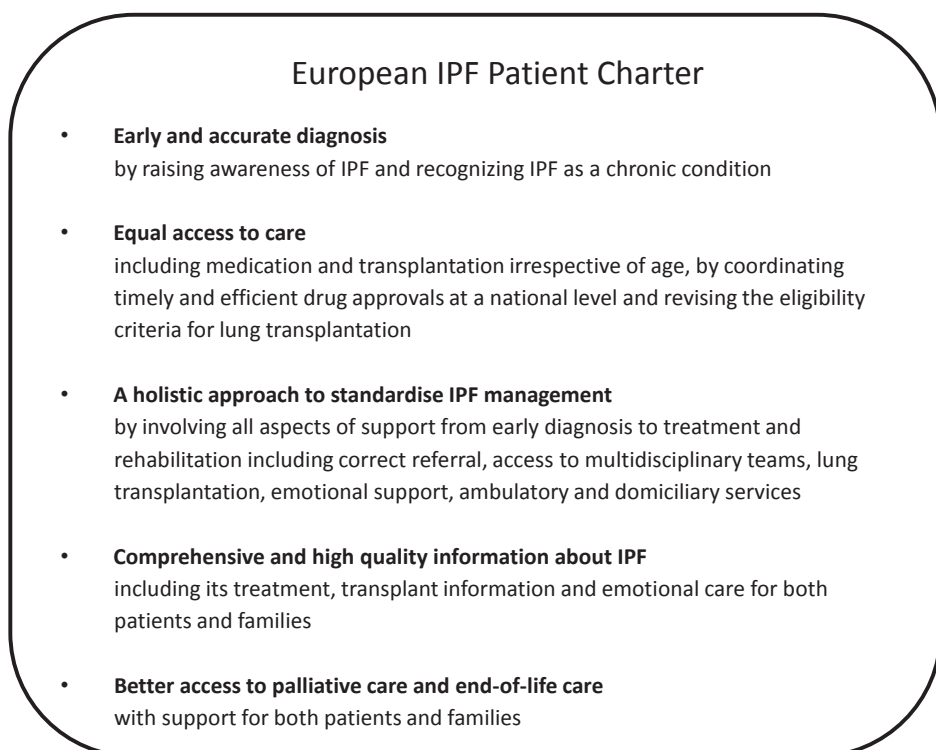 European IPF Patient Charter
• Early and accurate diagnosis
by raising awareness of IPF and recognizing IPF as a chronic condition
• Equal access to care
including medication and transplantation irrespective of age, by coordinating
timely and efficient drug approvals at a national level and revising the eligibility
criteria for lung transplantation
• A holistic approach to standardise IPF management
by involving all aspects of support from early diagnosis to treatment and
rehabilitation including correct referral, access to multidisciplinary teams, lung
transplantation, emotional support, ambulatory and domiciliary services
• Comprehensive and high quality information about IPF
including its treatment, transplant information and emotional care for both
patients and families
• Better access to palliative care and end-of-life care
with support for both patients and families